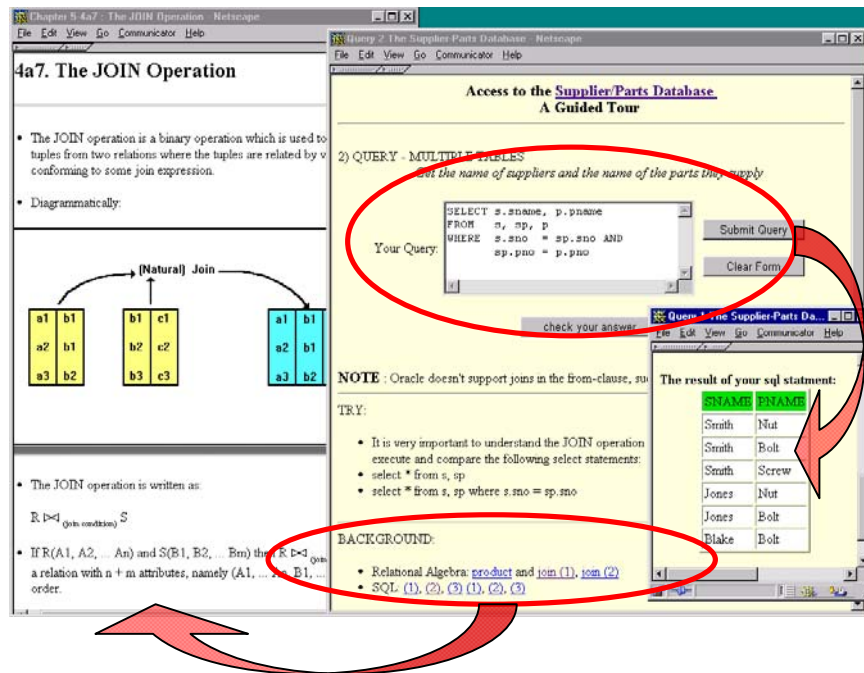 Chapter 5-4a7 : The JOIN Operation - Netscape
File Edit View Go Communicator Help
4a7. The JOIN Operation
• The JOIN operation is a binary operation which is used to
tuples from two relations where the tuples are related by v
conforming to some join expression.
• Diagrammatically:
(Natural) Join
a1 b1 b1 c1 a1 b1
a2 b1 b2 c2 a2 b1
a3 b2 b3 c3 a3 b2
• The JOIN operation is written as:
R ⋈ (join condition) S
• If R(A1, A2, ... An) and S(B1, B2, ... Bm) then R ⋈ (join
a relation with n + m attributes, namely (A1, ... An, B1, ...
order.
Query 2 The Supplier-Parts Database - Netscape
File Edit View Go Communicator Help
Access to the Supplier/Parts Database
A Guided Tour
2) QUERY - MULTIPLE TABLES
Get the name of suppliers and the name of the parts they supply
Your Query:
SELECT s.sname, p.pname
FROM s, sp, p
WHERE s.sno = sp.sno AND
sp.pno = p.pno
Submit Query
Clear Form
check your answer
NOTE : Oracle doesn't support joins in the from-clause, su
TRY:
• It is very important to understand the JOIN operation
execute and compare the following select statements:
• select * from s, sp
• select * from s, sp where s.sno = sp.sno
BACKGROUND:
• Relational Algebra: product and join (1), join (2)
• SQL: (1), (2), (3) (1), (2), (3)
Query 1 The Supplier-Parts Da...
File Edit View Go Communicator Help
The result of your sql statment:
SNAME PNAME
Smith Nut
Smith Bolt
Smith Screw
Jones Nut
Jones Bolt
Blake Bolt